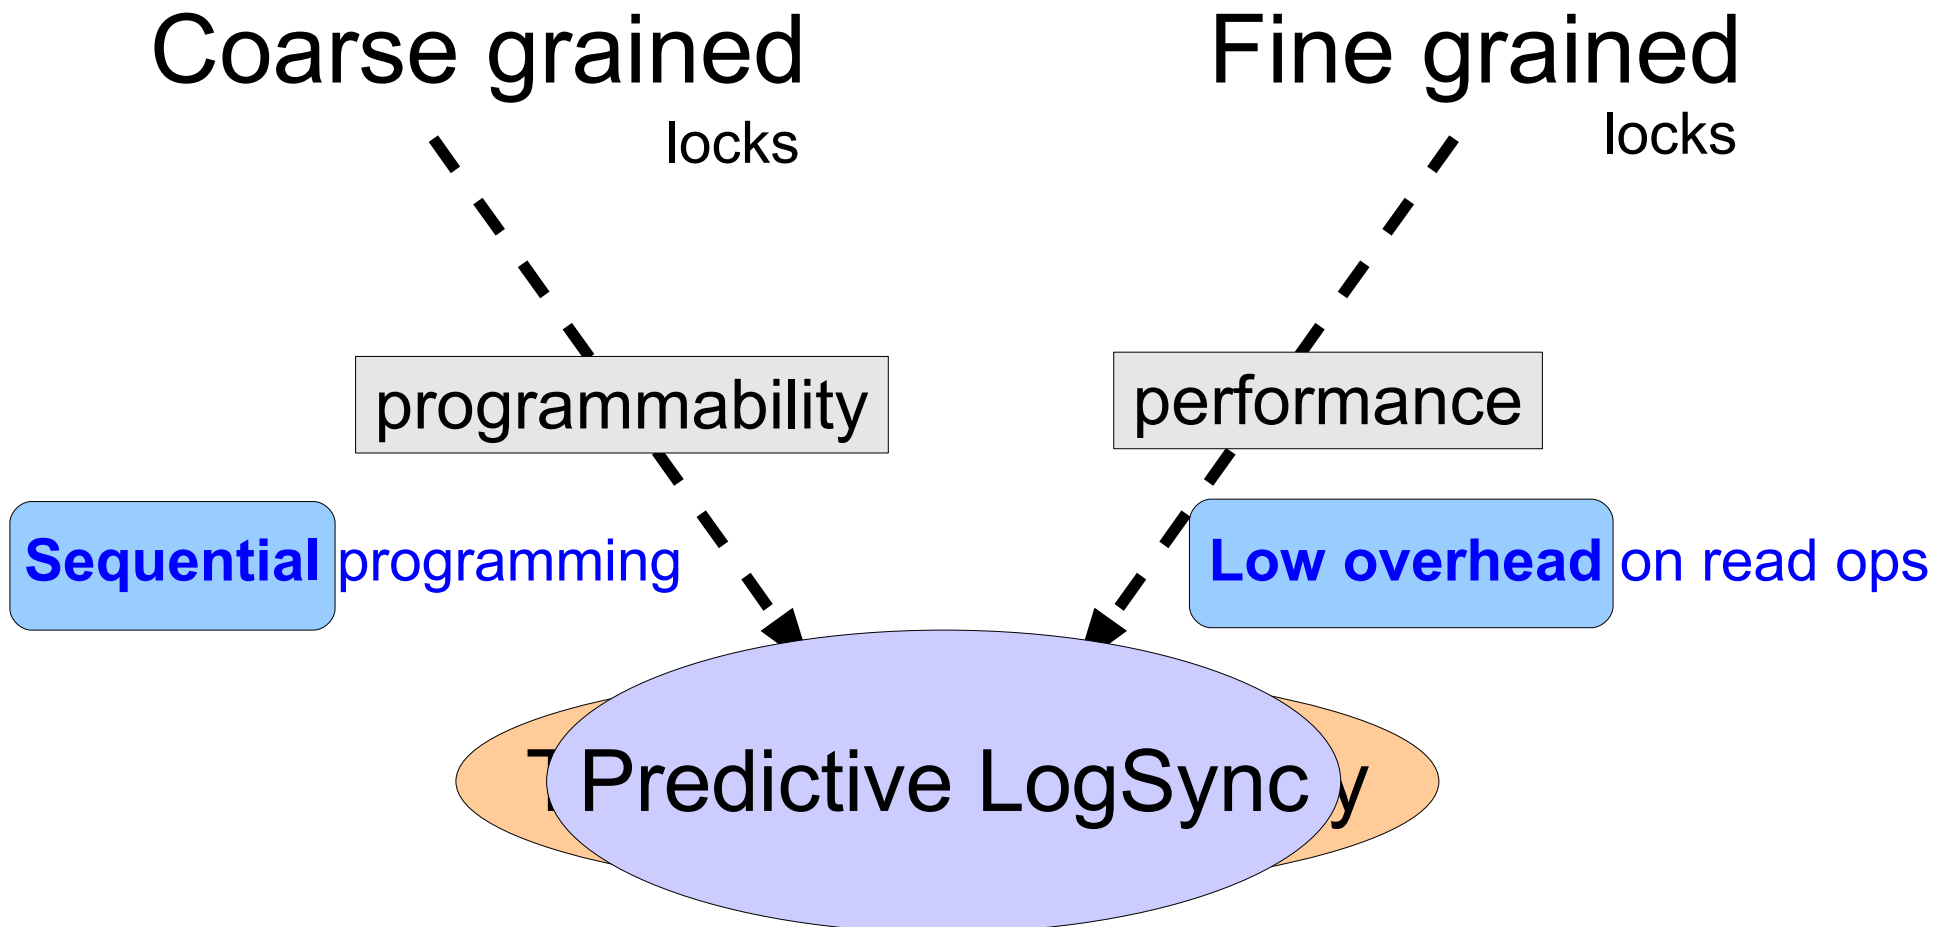 Coarse grained
locks
Fine grained
locks
programmability
performance
Sequential programming
Low overhead on read ops
Predictive LogSync